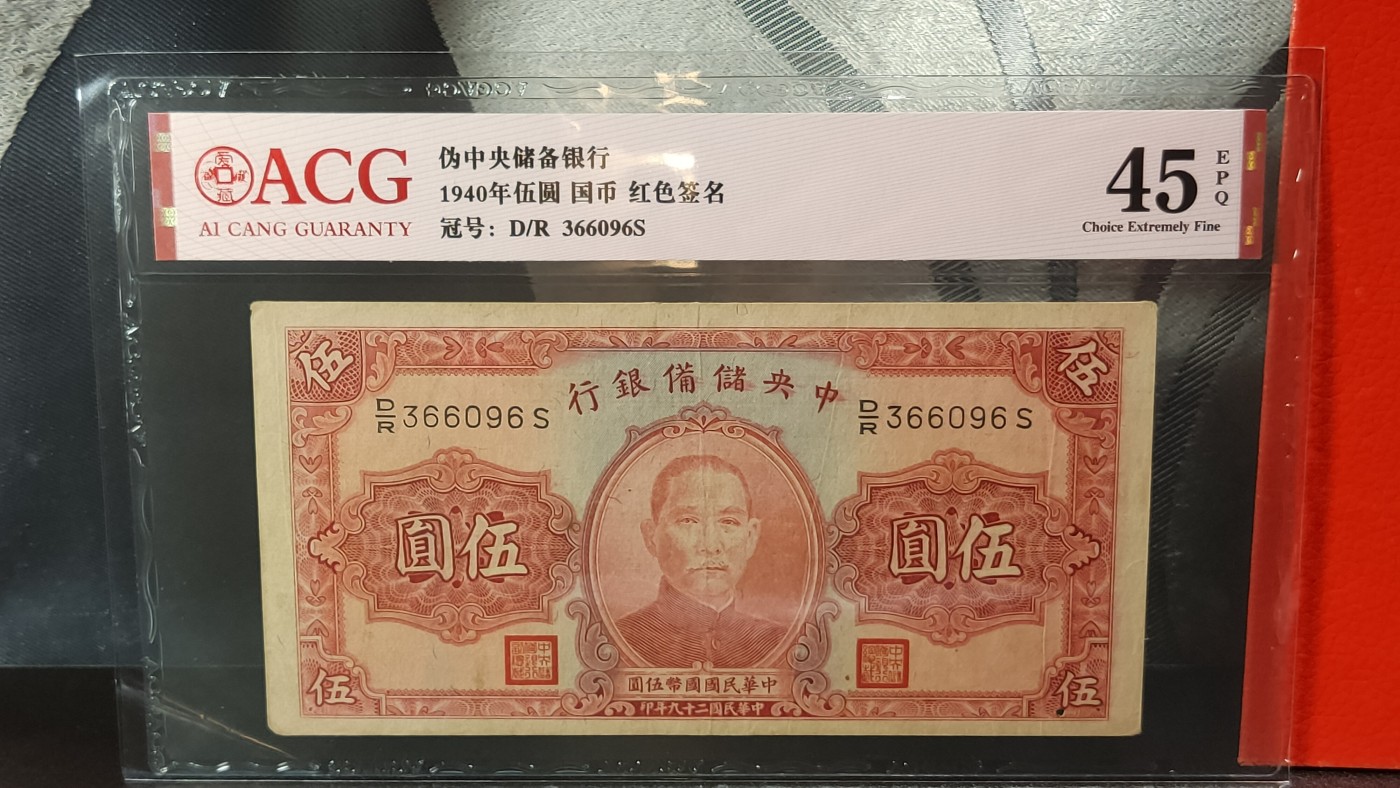 ACG
AI CANG GUARANTY
伪中央储备银行
1940年伍圆 国币 红色签名
冠号: D/R 366096S
45
EPQ
Choice Extremely Fine
伍
伍
中央儲備銀行
D/R 366096 S
D/R 366096 S
伍圓
伍圓
中華民國國幣伍圓
中華民國二十九年印
伍
伍